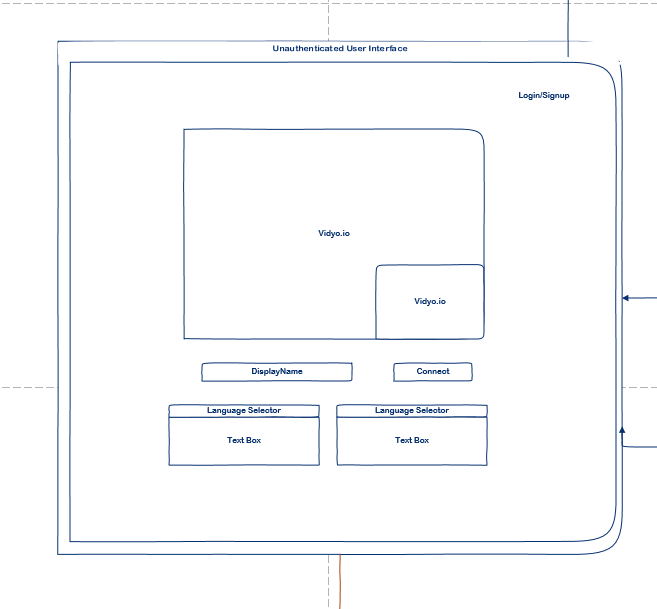 Unauthenticated User Interface
Login/Signup
Vidyo.io
Vidyo.io
DisplayName
Connect
Language Selector
Language Selector
Text Box
Text Box